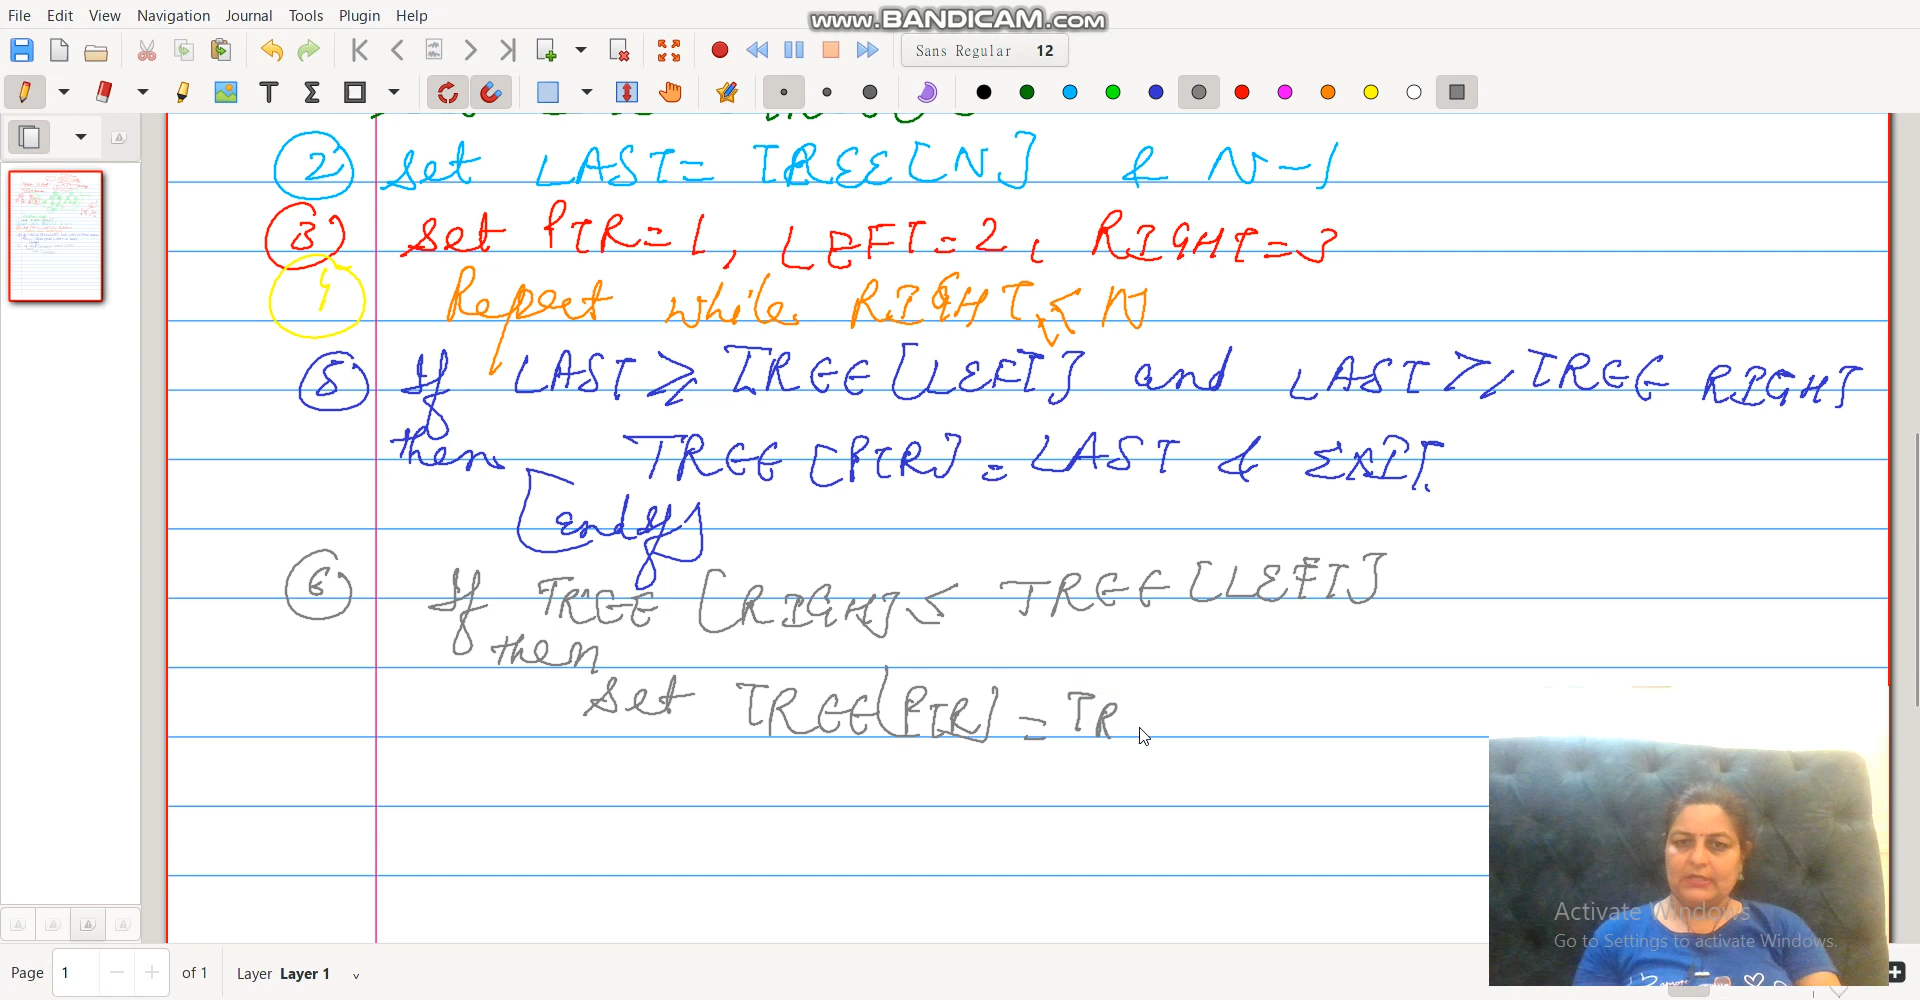 File Edit View Navigation Journal Tools Plugin Help
www.BANDICAM.com
Sans Regular 12
② Set LAST = TREE[N] & N-1
③ Set PTR=1, LEFT=2, RIGHT=3
4 Repeat while RIGHT ≤ N
⑤ If LAST ≥ TREE[LEFT] and LAST ≥ TREE RIGHT
then TREE[PTR] = LAST & EXIT.
[endif]
⑥ If TREE [RIGHT] ≤ TREE[LEFT]
then
Set TREE[PTR] = TR
Activate Windows
Go to Settings to activate Windows.
Page 1 of 1 Layer Layer 1